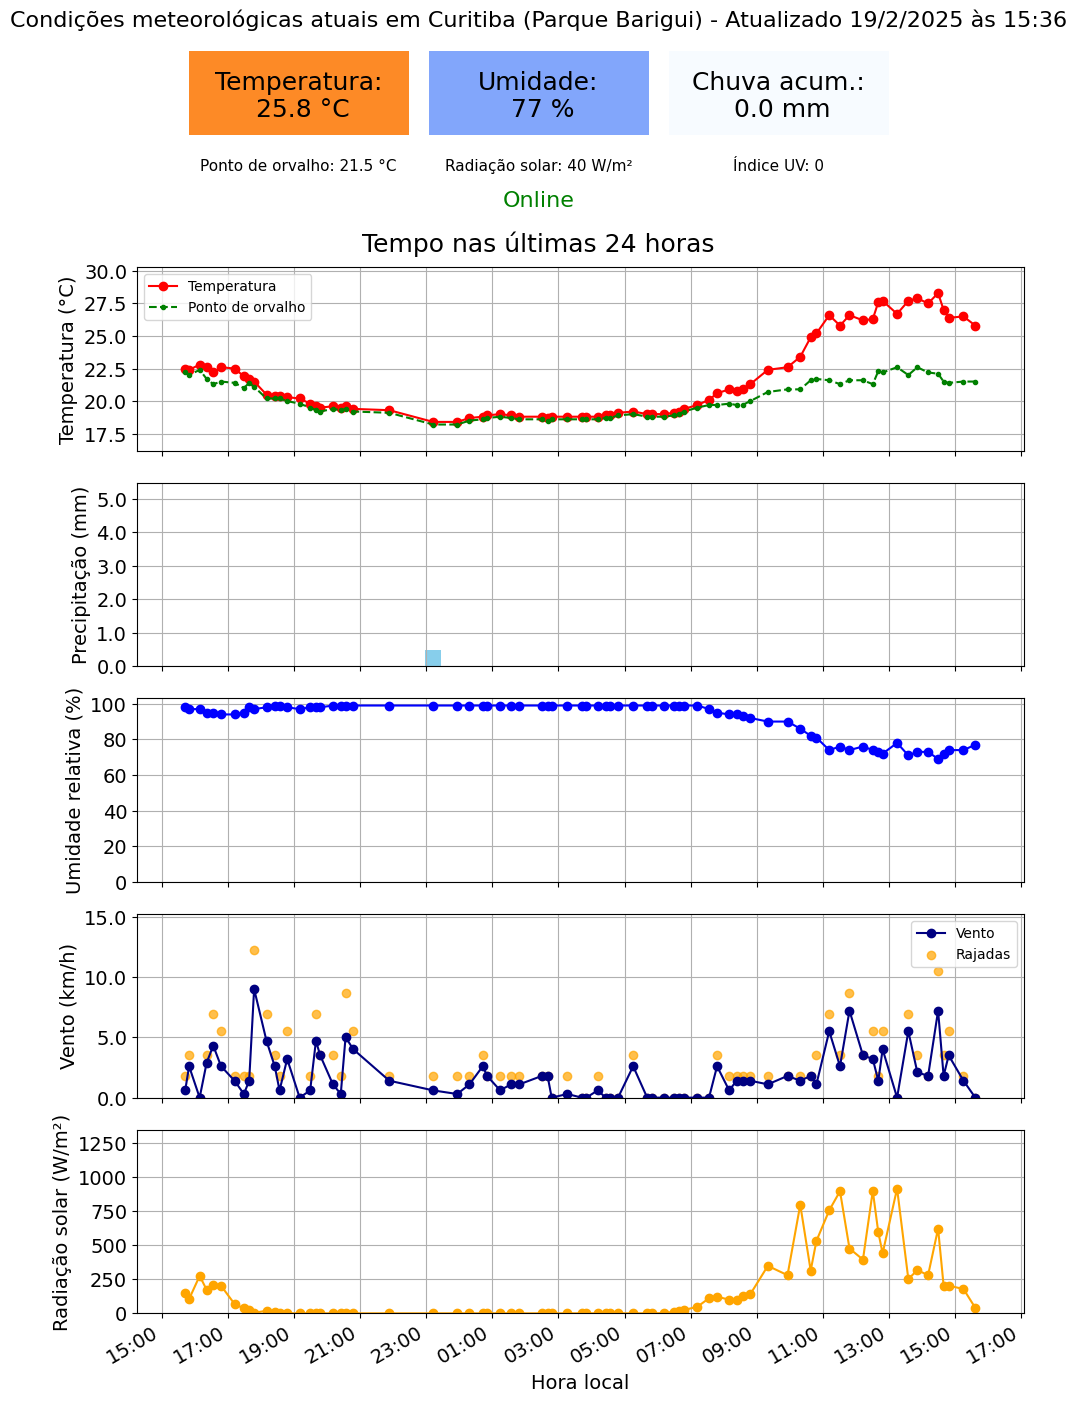 Condições meteorológicas atuais em Curitiba (Parque Barigui) - Atualizado 19/2/2025 às 15:36
Temperatura:
25.8 °C
Umidade:
77 %
Chuva acum.:
0.0 mm
Ponto de orvalho: 21.5 °C
Radiação solar: 40 W/m²
Índice UV: 0
Online
Tempo nas últimas 24 horas
Temperatura (°C)
30.0
27.5
25.0
22.5
20.0
17.5
Temperatura
Ponto de orvalho
Precipitação (mm)
5.0
4.0
3.0
2.0
1.0
0.0
Umidade relativa (%)
100
80
60
40
20
0
Vento (km/h)
15.0
10.0
5.0
0.0
Vento
Rajadas
Radiação solar (W/m²)
1250
1000
750
500
250
0
15:00
17:00
19:00
21:00
23:00
01:00
03:00
05:00
07:00
09:00
11:00
13:00
15:00
17:00
Hora local